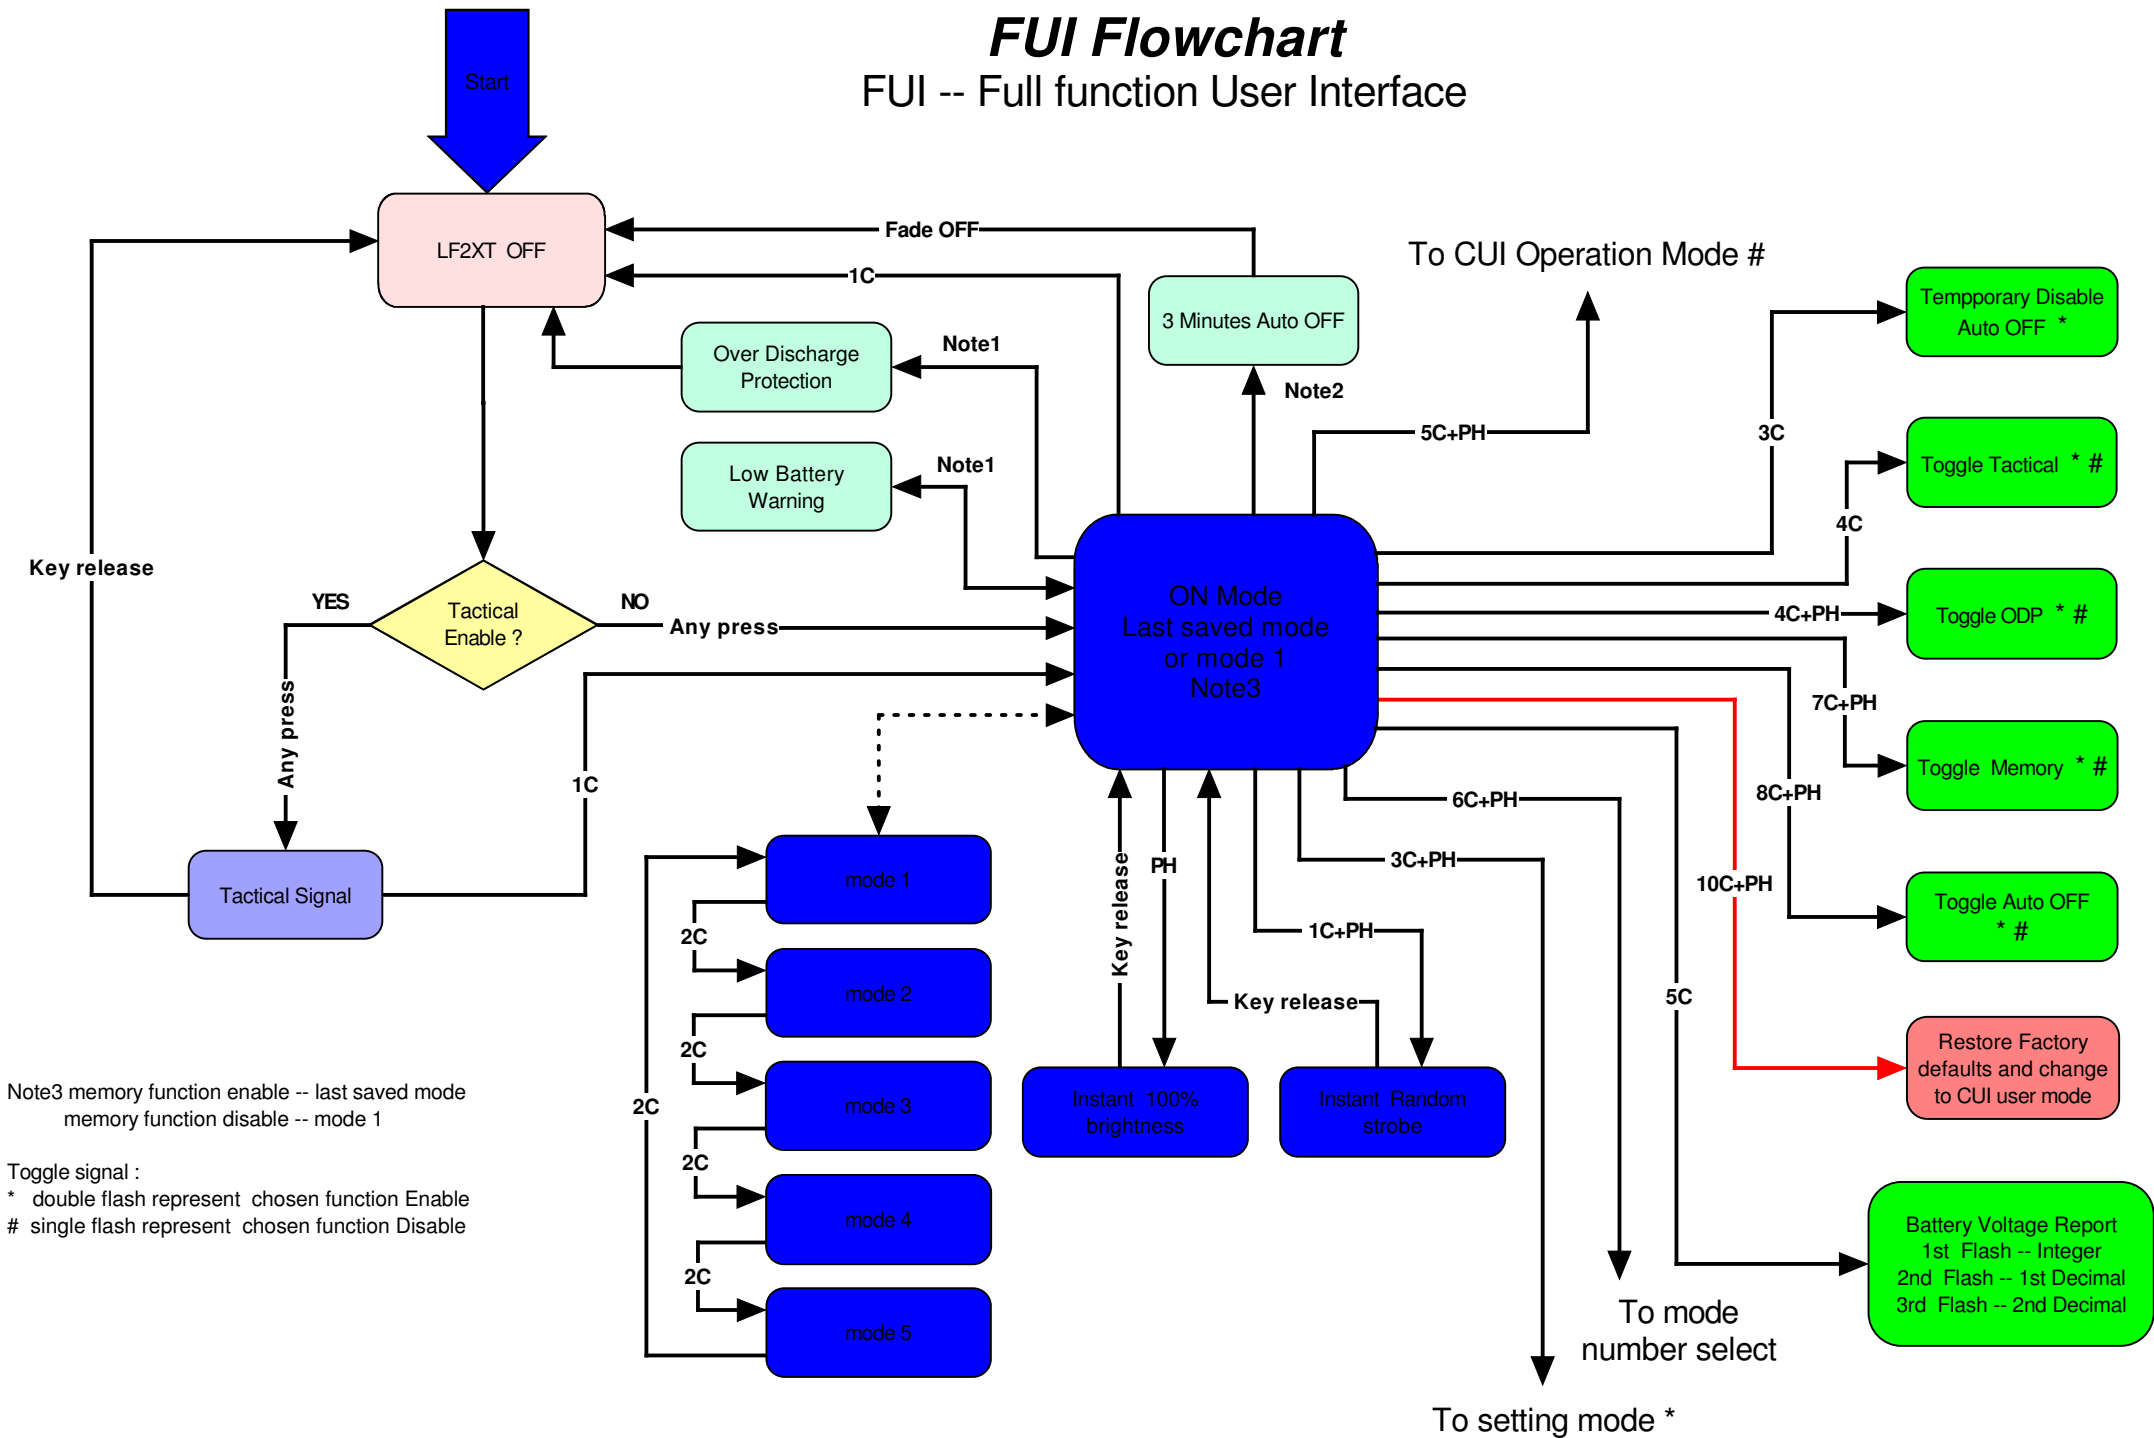 FUI Flowchart
FUI -- Full function User Interface
Start
LF2XT OFF
Fade OFF
1C
3 Minutes Auto OFF
To CUI Operation Mode #
Tempporary Disable
Auto OFF *
Over Discharge
Protection
Note1
Note2
5C+PH
3C
Low Battery
Warning
Note1
Toggle Tactical * #
4C
Key release
YES
Tactical
Enable ?
NO
Any press
ON Mode
Last saved mode
or mode 1
Note3
4C+PH
Toggle ODP * #
Any press
7C+PH
Toggle Memory * #
1C
8C+PH
6C+PH
3C+PH
Key release
PH
10C+PH
Tactical Signal
mode 1
Toggle Auto OFF
* #
2C
1C+PH
mode 2
Key release
5C
2C
Restore Factory
defaults and change
to CUI user mode
Note3 memory function enable -- last saved mode
memory function disable -- mode 1
2C
mode 3
Instant 100%
brightness
Instant Random
strobe
2C
Toggle signal :
* double flash represent chosen function Enable
# single flash represent chosen function Disable
mode 4
2C
mode 5
Battery Voltage Report
1st Flash -- Integer
2nd Flash -- 1st Decimal
3rd Flash -- 2nd Decimal
To mode
number select
To setting mode *